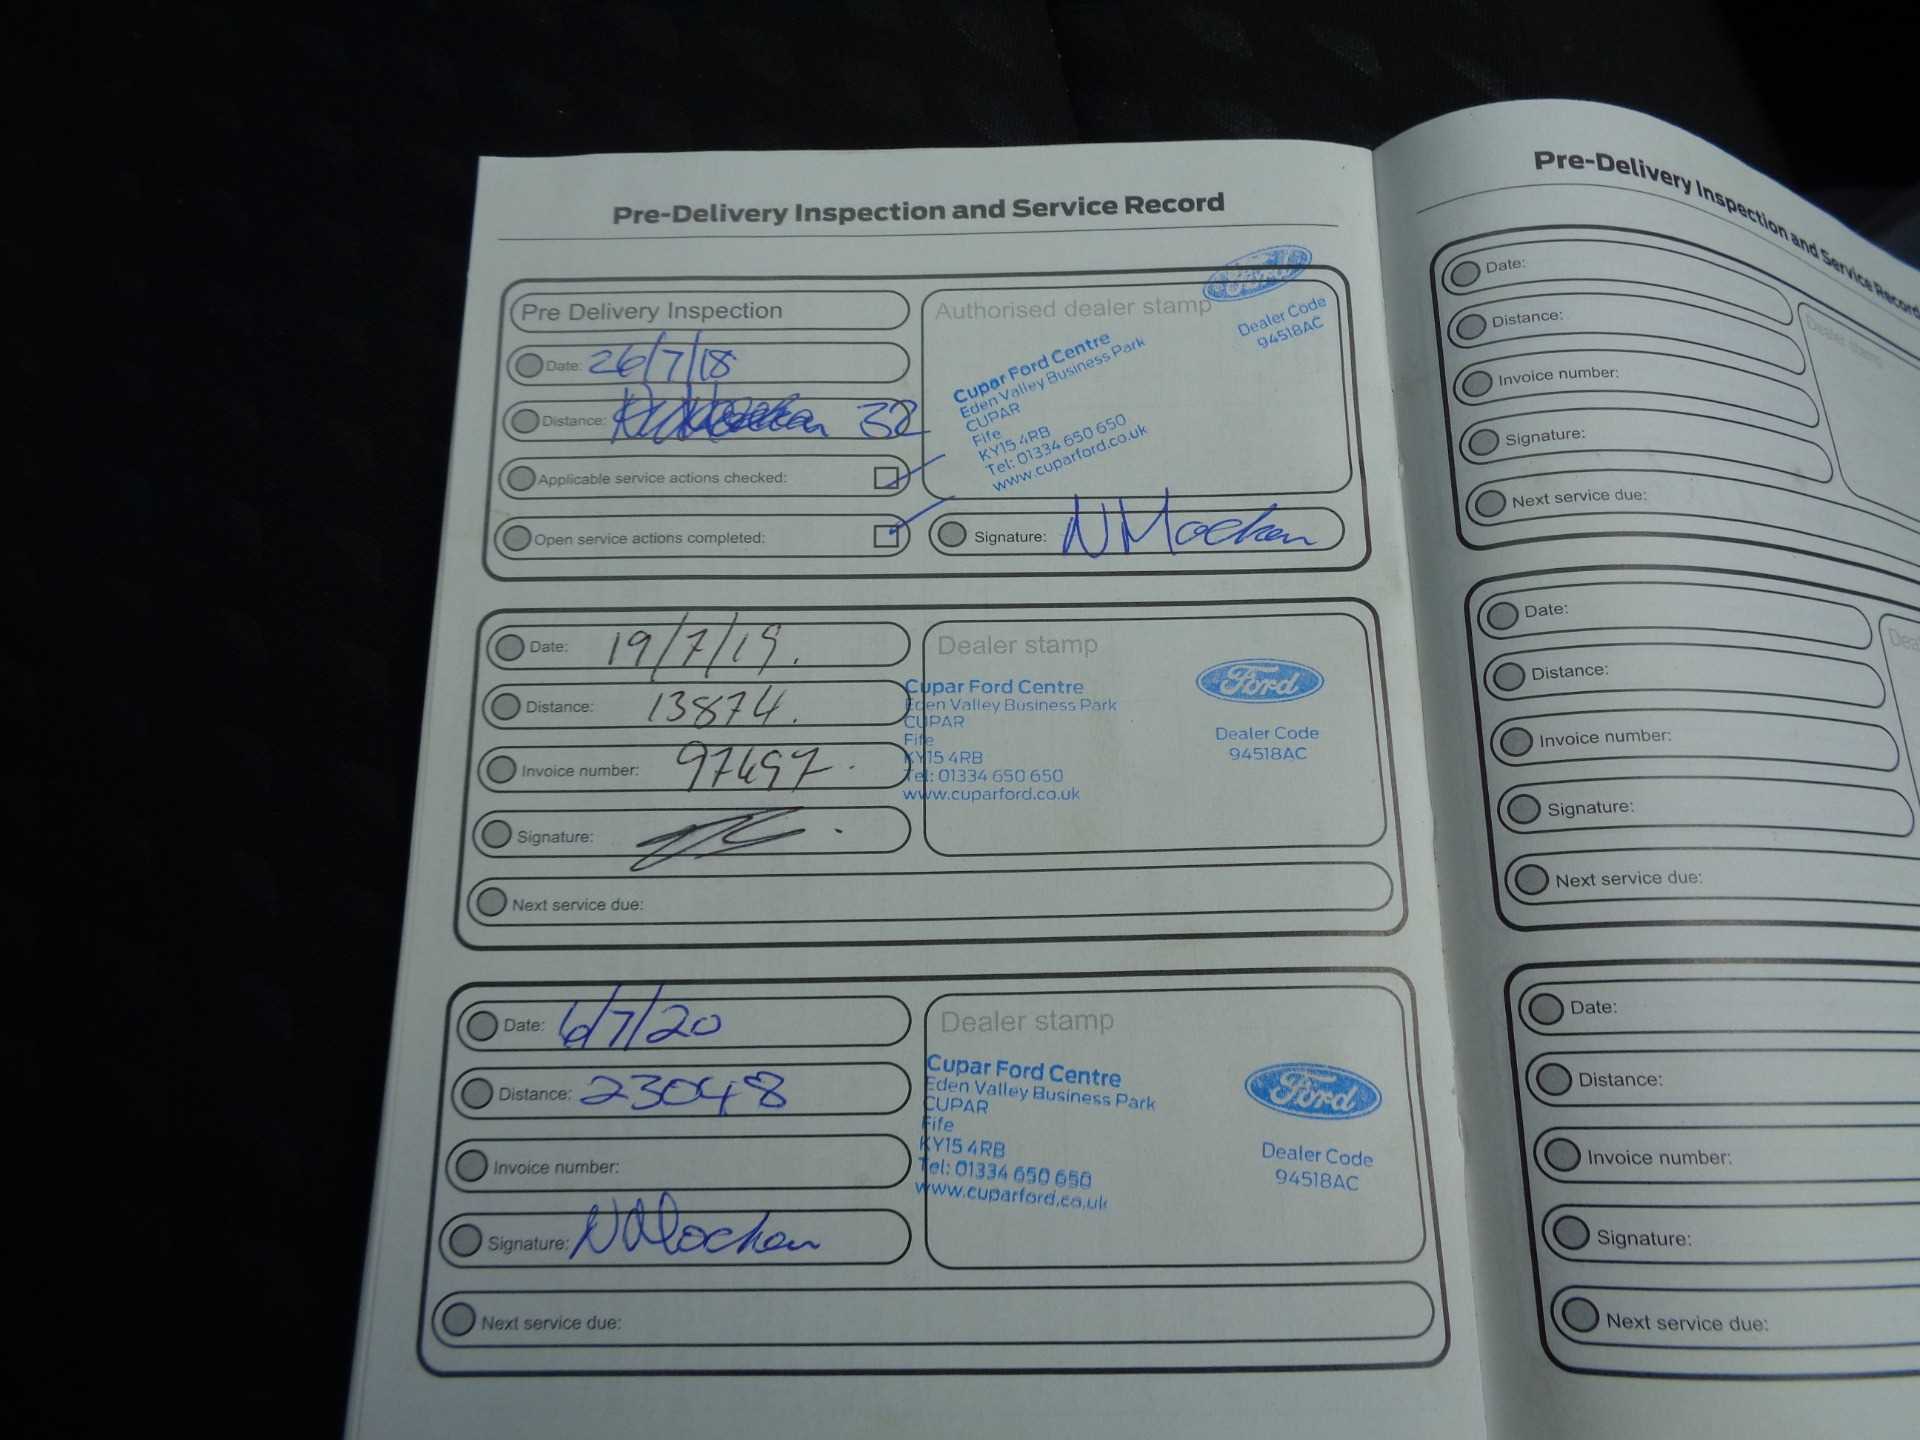 Pre-Delivery Inspection and Service Record
Pre Delivery Inspection
Date: 26/7/18
Distance: 32
Applicable service actions checked:
Open service actions completed:
Authorised dealer stamp
Ford
Dealer Code
94518AC
Cupar Ford Centre
Eden Valley Business Park
CUPAR
Fife
KY15 4RB
Tel: 01334 650 650
www.cuparford.co.uk
Signature:
Date: 19/7/19.
Distance: 13874.
Invoice number: 97497.
Signature:
Next service due:
Dealer stamp
Cupar Ford Centre
Eden Valley Business Park
CUPAR
Fife
KY15 4RB
Tel: 01334 650 650
www.cuparford.co.uk
Ford
Dealer Code
94518AC
Date: 6/7/20
Distance: 23048
Invoice number:
Signature:
Next service due:
Dealer stamp
Cupar Ford Centre
Eden Valley Business Park
CUPAR
Fife
KY15 4RB
Tel: 01334 650 650
www.cuparford.co.uk
Ford
Dealer Code
94518AC
Pre-Delivery Inspection and Service Record
Date:
Distance:
Invoice number:
Signature:
Next service due:
Dealer stamp
Date:
Distance:
Invoice number:
Signature:
Next service due:
Date:
Distance:
Invoice number:
Signature:
Next service due: